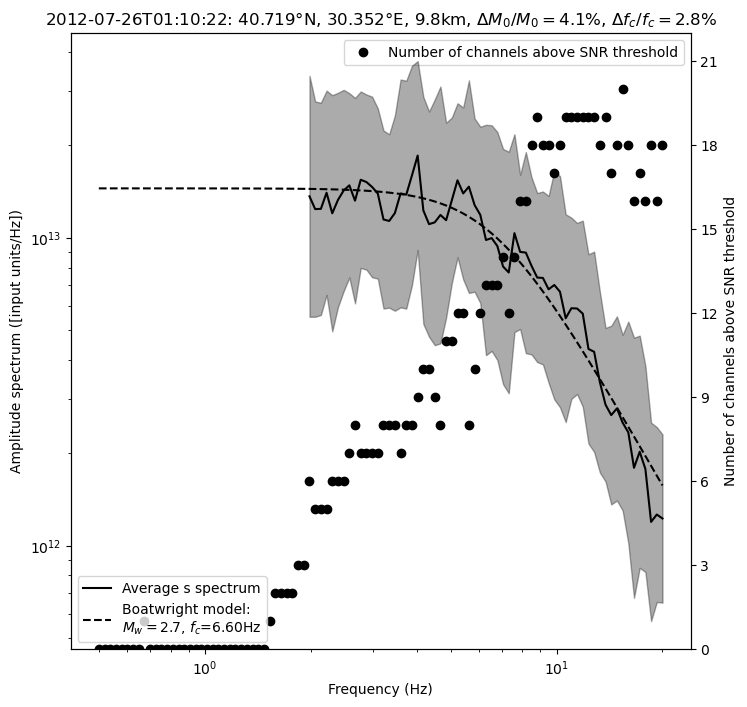 2012-07-26T01:10:22: 40.719°N, 30.352°E, 9.8km, ΔM₀/M₀ = 4.1%, Δf_c/f_c = 2.8%
Number of channels above SNR threshold
Amplitude spectrum ([input units/Hz])
10¹³
10¹²
21
18
15
12
9
6
3
0
Number of channels above SNR threshold
Average s spectrum
Boatwright model:
M_w = 2.7, f_c=6.60Hz
10⁰
10¹
Frequency (Hz)